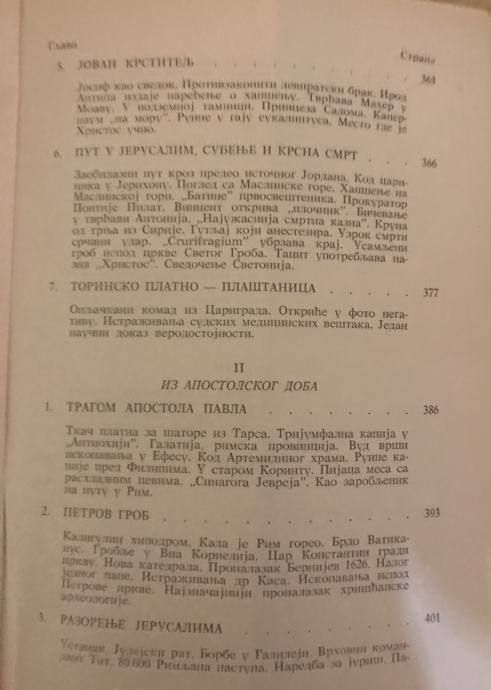 Глава Страна
5. ЈОВАН КРСТИТЕЉ . . . . . . . . 361
Јосиф као сведок. Противзаконити левиратски брак. Ирод
Антипа издаје наређење о хапшењу. Тврђава Махер у
Моаву. У подземној тамници. Принцеза Салома. Капер-
наум „на мору”. Руине у гају еукалиптуса. Место где је
Христос учио.
6. ПУТ У ЈЕРУСАЛИМ, СУЂЕЊЕ И КРСНА СМРТ . . . 366
Заобилазни пут кроз предео источног Јордана. Код цари-
ника у Јерихону. Поглед са Маслинске горе. Хапшење на
Маслинској гори. „Батине” првосвештеника. Прокуратор
Понтије Пилат. Винцент открива „плочник”. Бичевање
у тврђави Антонија. „Најужаснија смртна казна”. Круна
од трња из Сирије. Гутљај који анестезира. Узрок смрти
срчани удар. „Crurifragium” убрзава крај. Усамљени
гроб испод цркве Светог Гроба. Тацит употребљава на-
зив „Христос”. Сведочење Светонија.
7. ТОРИНСКО ПЛАТНО — ПЛАШТАНИЦА . . . . . 377
Опљачкани комад из Цариграда. Откриће у фото нега-
тиву. Истраживања судских медицинских вештака. Један
научни доказ веродостојности.
II
ИЗ АПОСТОЛСКОГ ДОБА
1. ТРАГОМ АПОСТОЛА ПАВЛА . . . . . . . 386
Ткач платна за шаторе из Тарса. Тријумфална капија у
„Антиохији”. Галатија, римска провинција. Вуд врши
ископавања у Ефесу. Код Артемидиног храма. Руине ка-
пије пред Филипима. У старом Коринту. Пијаца меса са
расхладним цевима. „Синагога Јевреја”. Као заробљеник
на путу у Рим.
2. ПЕТРОВ ГРОБ . . . . . . . . . . 393
Калигулин хиподром. Када је Рим горео. Брдо Ватика-
нус. Гробље у Виа Корнелија. Цар Константин гради
цркву. Нова катедрала. Проналазак Бернијев 1626. Налог
једног папе. Истраживања др Каса. Ископавања испод
Петрове цркве. Најзначајнији проналазак хришћанске
археологије.
3. РАЗОРЕЊЕ ЈЕРУСАЛИМА . . . . . . . 401
Устанак. Јудејски рат. Борбе у Галилеји. Врховни коман-
дант Тит. 80.000 Римљана наступа. Наредба за јуриш. Па-